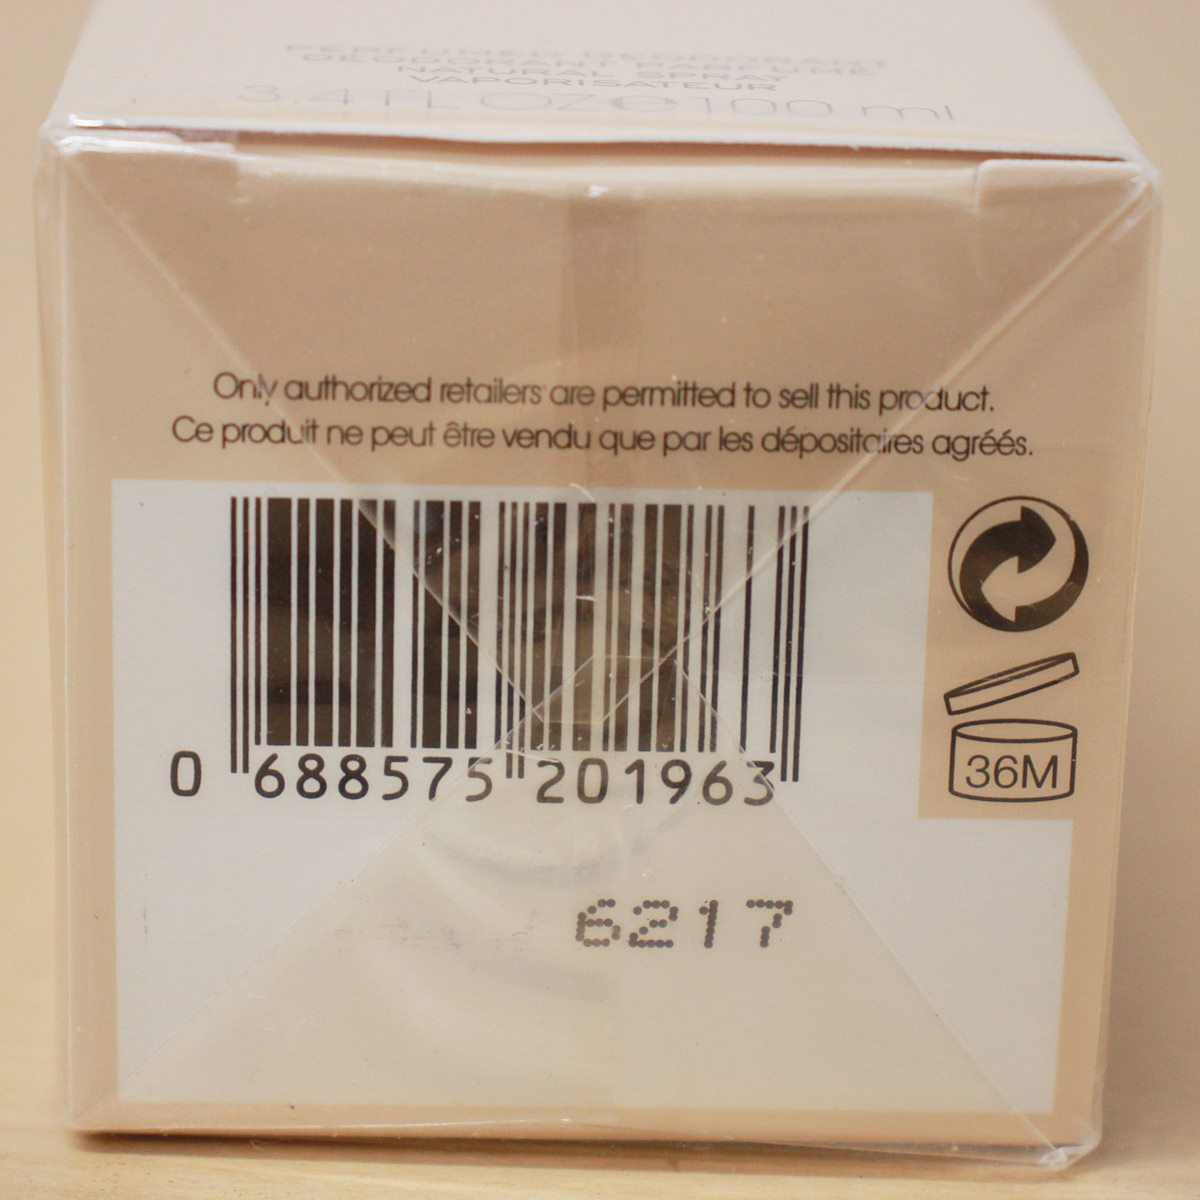 PERFUMED DEODORANT
DÉODORANT PARFUMÉ
NATURAL SPRAY
VAPORISATEUR
3.4 FL OZ ℮ 100 ml
Only authorized retailers are permitted to sell this product.
Ce produit ne peut être vendu que par les dépositaires agréés.
36M
0 688575 201963
6217